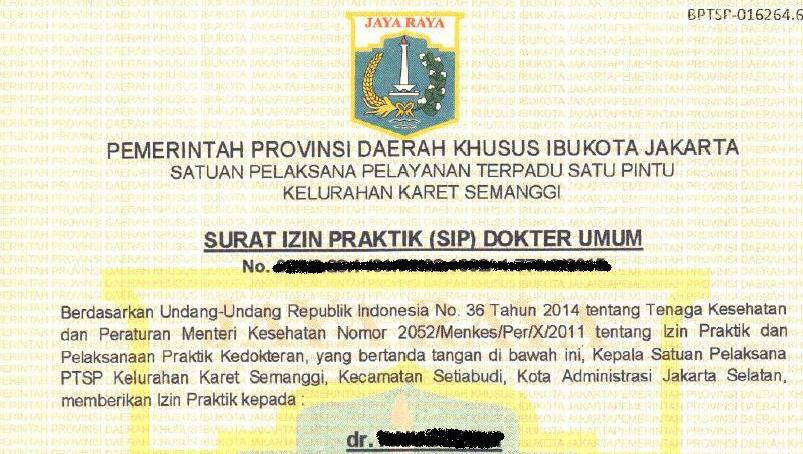 BPTSP-016264.6
JAYA RAYA
PEMERINTAH PROVINSI DAERAH KHUSUS IBUKOTA JAKARTA
SATUAN PELAKSANA PELAYANAN TERPADU SATU PINTU
KELURAHAN KARET SEMANGGI
SURAT IZIN PRAKTIK (SIP) DOKTER UMUM
No.
Berdasarkan Undang-Undang Republik Indonesia No. 36 Tahun 2014 tentang Tenaga Kesehatan
dan Peraturan Menteri Kesehatan Nomor 2052/Menkes/Per/X/2011 tentang Izin Praktik dan
Pelaksanaan Praktik Kedokteran, yang bertanda tangan di bawah ini, Kepala Satuan Pelaksana
PTSP Kelurahan Karet Semanggi, Kecamatan Setiabudi, Kota Administrasi Jakarta Selatan,
memberikan Izin Praktik kepada :
dr.